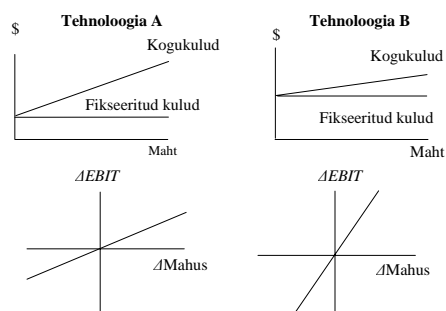 Tehnoloogia A
$
Kogukulud
Fikseeritud kulud
Maht
ΔEBIT
ΔMahus
Tehnoloogia B
$
Kogukulud
Fikseeritud kulud
Maht
ΔEBIT
ΔMahus